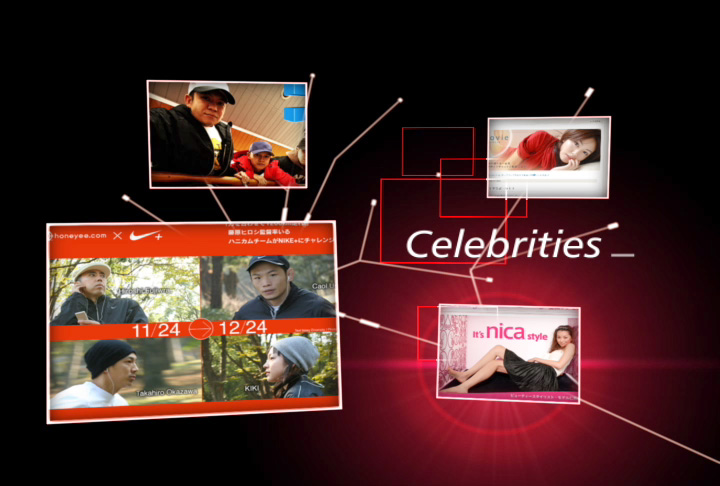 honeyee.com ×
藤原ヒロシ監督率いる
ハニカムチームがNIKE+にチャレンジ
Hiroshi Fujiwara
Caol U
11/24 12/24
Takahiro Okazawa
KIKI
ovie
Celebrities
It's nica style